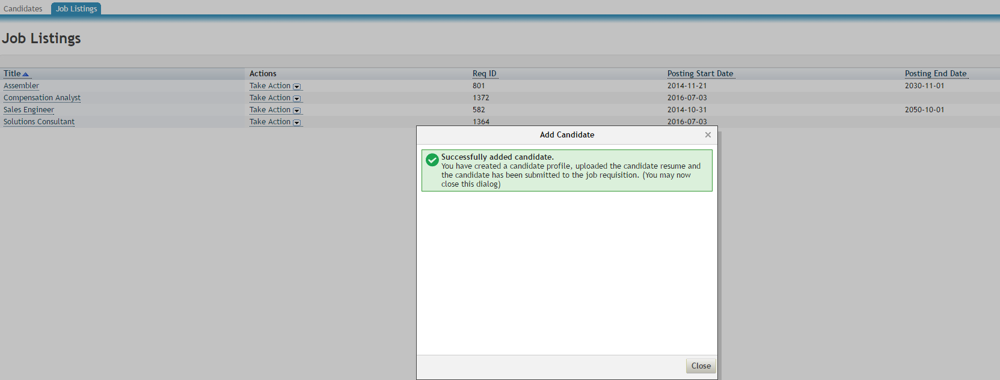 Candidates Job Listings
Job Listings
Title Actions Req ID Posting Start Date Posting End Date
Assembler Take Action 801 2014-11-21 2030-11-01
Compensation Analyst Take Action 1372 2016-07-03
Sales Engineer Take Action 582 2014-10-31 2050-10-01
Solutions Consultant Take Action 1364 2016-07-03
Add Candidate
Successfully added candidate.
You have created a candidate profile, uploaded the candidate resume and
the candidate has been submitted to the job requisition. (You may now
close this dialog)
Close